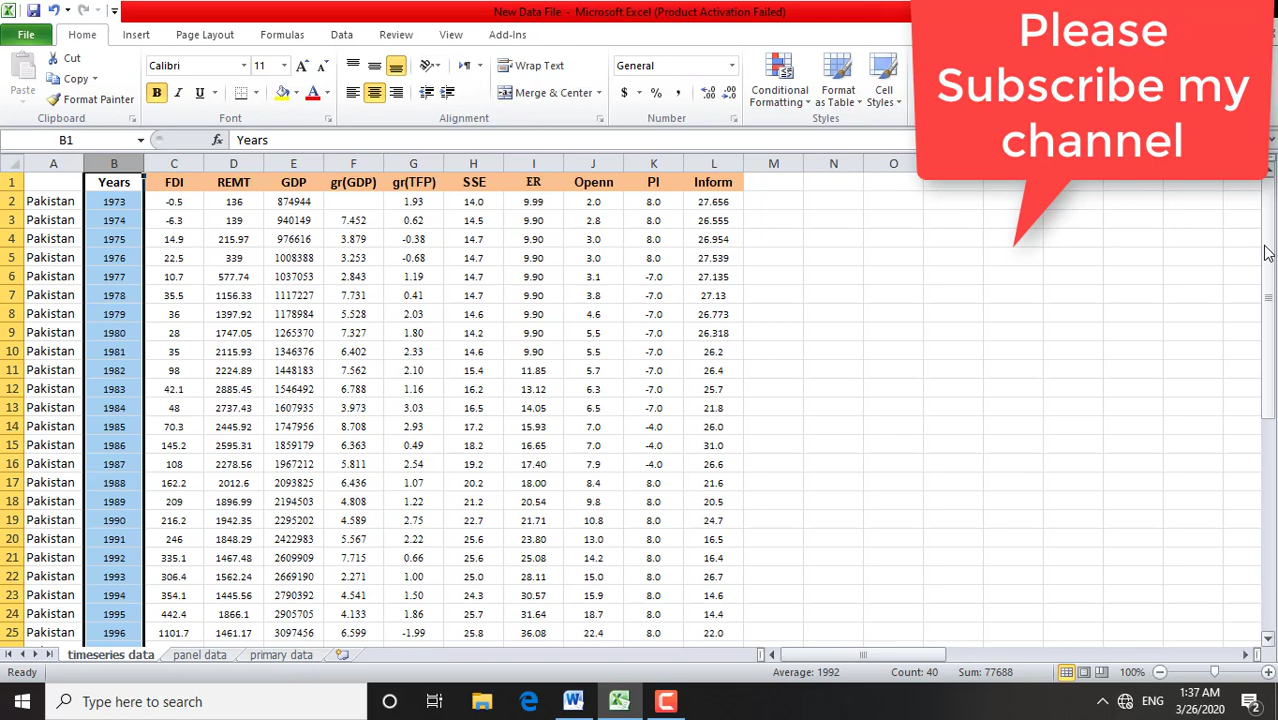 New Data File - Microsoft Excel (Product Activation Failed)
File Home Insert Page Layout Formulas Data Review View Add-Ins
Please
Subscribe my
channel
Paste
Cut
Copy
Format Painter
Clipboard
Calibri 11
B I U
Font
Wrap Text
Merge & Center
Alignment
General
$ % ,
Number
Conditional Formatting
Format as Table
Cell Styles
Styles
B1 fx Years
A B C D E F G H I J K L M N O
1 Years FDI REMT GDP gr(GDP) gr(TFP) SSE ER Openn PI Inform
2 Pakistan 1973 -0.5 136 874944 1.93 14.0 9.99 2.0 8.0 27.656
3 Pakistan 1974 -6.3 139 940149 7.452 0.62 14.5 9.90 2.8 8.0 26.555
4 Pakistan 1975 14.9 215.97 976616 3.879 -0.38 14.7 9.90 3.0 8.0 26.954
5 Pakistan 1976 22.5 339 1008388 3.253 -0.68 14.7 9.90 3.0 8.0 27.539
6 Pakistan 1977 10.7 577.74 1037053 2.843 1.19 14.7 9.90 3.1 -7.0 27.135
7 Pakistan 1978 35.5 1156.33 1117227 7.731 0.41 14.7 9.90 3.8 -7.0 27.13
8 Pakistan 1979 36 1397.92 1178984 5.528 2.03 14.6 9.90 4.6 -7.0 26.773
9 Pakistan 1980 28 1747.05 1265370 7.327 1.80 14.2 9.90 5.5 -7.0 26.318
10 Pakistan 1981 35 2115.93 1346376 6.402 2.33 14.6 9.90 5.5 -7.0 26.2
11 Pakistan 1982 98 2224.89 1448183 7.562 2.10 15.4 11.85 5.7 -7.0 26.7
12 Pakistan 1983 42.1 2885.45 1546492 6.788 1.16 16.2 13.12 6.3 -7.0 25.7
13 Pakistan 1984 48 2737.43 1607935 3.973 3.03 16.5 14.05 6.5 -7.0 21.8
14 Pakistan 1985 70.3 2445.92 1747956 8.708 2.93 17.2 15.93 7.0 -4.0 26.0
15 Pakistan 1986 145.2 2595.31 1859179 6.363 0.49 18.2 16.65 7.0 -4.0 31.0
16 Pakistan 1987 108 2278.56 1967212 5.811 2.54 19.2 17.40 7.9 -4.0 26.6
17 Pakistan 1988 162.2 2012.6 2093825 6.436 1.07 20.2 18.00 8.4 8.0 21.6
18 Pakistan 1989 209 1896.99 2194503 4.808 1.22 21.2 20.54 9.8 8.0 20.5
19 Pakistan 1990 216.2 1942.35 2295202 4.589 2.75 22.7 21.71 10.8 8.0 24.7
20 Pakistan 1991 246 1848.29 2422983 5.567 2.22 25.6 23.80 13.0 8.0 16.5
21 Pakistan 1992 335.1 1467.48 2609909 7.715 0.66 25.6 25.08 14.2 8.0 16.4
22 Pakistan 1993 306.4 1562.24 2669190 2.271 1.00 25.0 28.11 15.0 8.0 26.7
23 Pakistan 1994 354.1 1445.56 2790392 4.541 1.50 24.3 30.57 15.9 8.0 14.6
24 Pakistan 1995 442.4 1866.1 2905705 4.133 1.86 25.7 31.64 18.7 8.0 14.4
25 Pakistan 1996 1101.7 1461.17 3097456 6.599 -1.99 25.8 36.08 22.4 8.0 22.0
timeseries data panel data primary data
Ready Average: 1992 Count: 40 Sum: 77688 100%
Type here to search
ENG
1:37 AM
3/26/2020
2